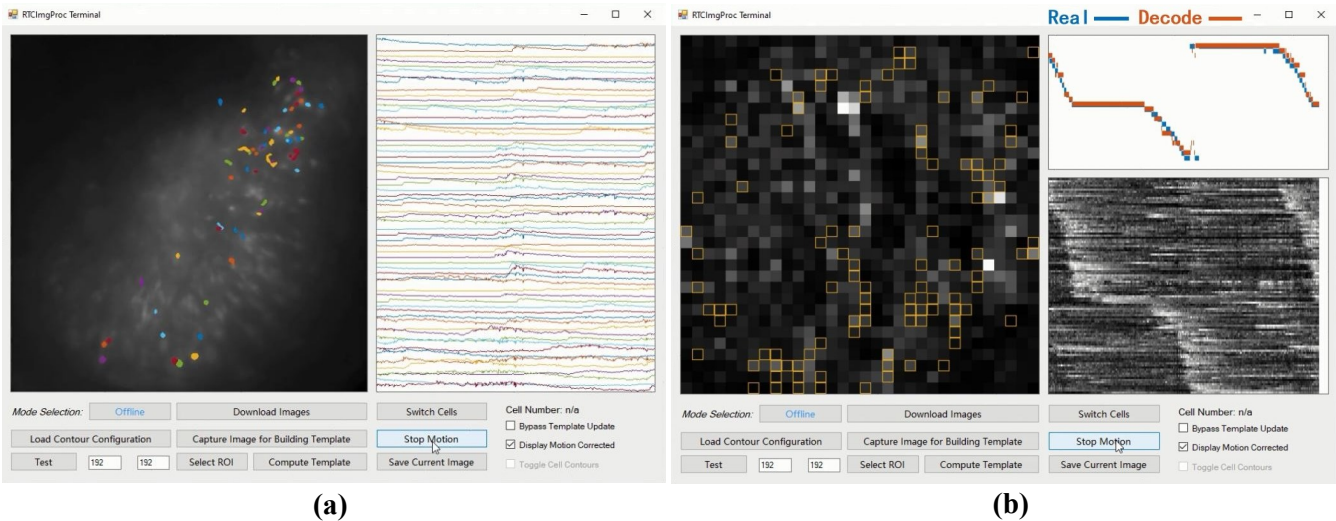 RTCImgProc Terminal
Mode Selection: Offline Download Images Switch Cells Cell Number: n/a
Bypass Template Update
Load Contour Configuration Capture Image for Building Template Stop Motion Display Motion Corrected
Test 192 192 Select ROI Compute Template Save Current Image Toggle Cell Contours
(a)
RTCImgProc Terminal
Real Decode
Mode Selection: Offline Download Images Switch Cells Cell Number: n/a
Bypass Template Update
Load Contour Configuration Capture Image for Building Template Stop Motion Display Motion Corrected
Test 192 192 Select ROI Compute Template Save Current Image Toggle Cell Contours
(b)